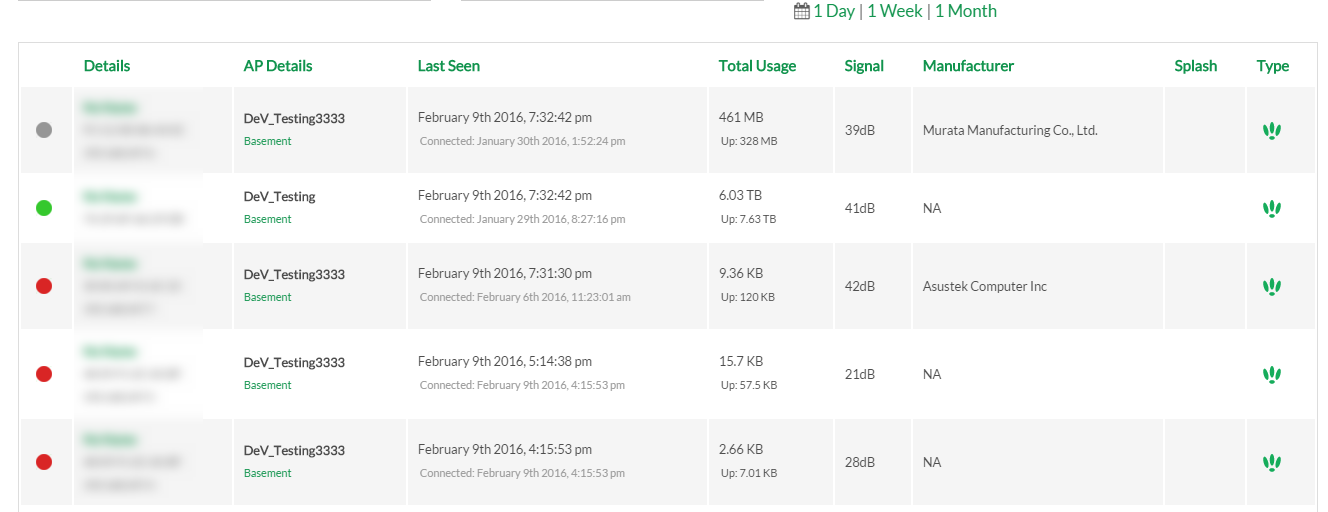 1 Day | 1 Week | 1 Month
Details AP Details Last Seen Total Usage Signal Manufacturer Splash Type
DeV_Testing3333 February 9th 2016, 7:32:42 pm 461 MB 39dB Murata Manufacturing Co., Ltd.
Basement Connected: January 30th 2016, 1:52:24 pm Up: 328 MB
DeV_Testing February 9th 2016, 7:32:42 pm 6.03 TB 41dB NA
Basement Connected: January 29th 2016, 8:27:16 pm Up: 7.63 TB
DeV_Testing3333 February 9th 2016, 7:31:30 pm 9.36 KB 42dB Asustek Computer Inc
Basement Connected: February 6th 2016, 11:23:01 am Up: 120 KB
DeV_Testing3333 February 9th 2016, 5:14:38 pm 15.7 KB 21dB NA
Basement Connected: February 9th 2016, 4:15:53 pm Up: 57.5 KB
DeV_Testing3333 February 9th 2016, 4:15:53 pm 2.66 KB 28dB NA
Basement Connected: February 9th 2016, 4:15:53 pm Up: 7.01 KB